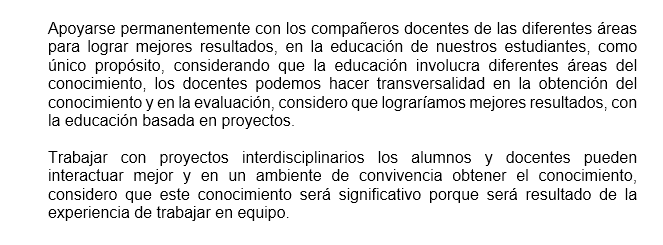 Apoyarse permanentemente con los compañeros docentes de las diferentes áreas
para lograr mejores resultados, en la educación de nuestros estudiantes, como
único propósito, considerando que la educación involucra diferentes áreas del
conocimiento, los docentes podemos hacer transversalidad en la obtención del
conocimiento y en la evaluación, considero que lograríamos mejores resultados, con
la educación basada en proyectos.
Trabajar con proyectos interdisciplinarios los alumnos y docentes pueden
interactuar mejor y en un ambiente de convivencia obtener el conocimiento,
considero que este conocimiento será significativo porque será resultado de la
experiencia de trabajar en equipo.